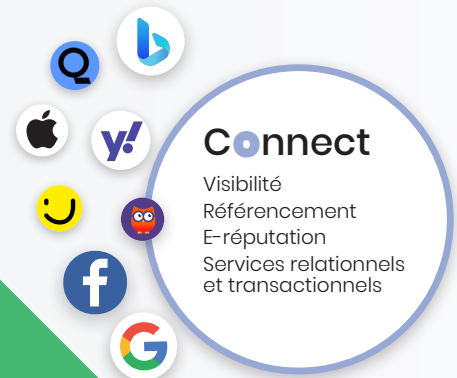 Connect
Visibilité
Référencement
E-réputation
Services relationnels
et transactionnels